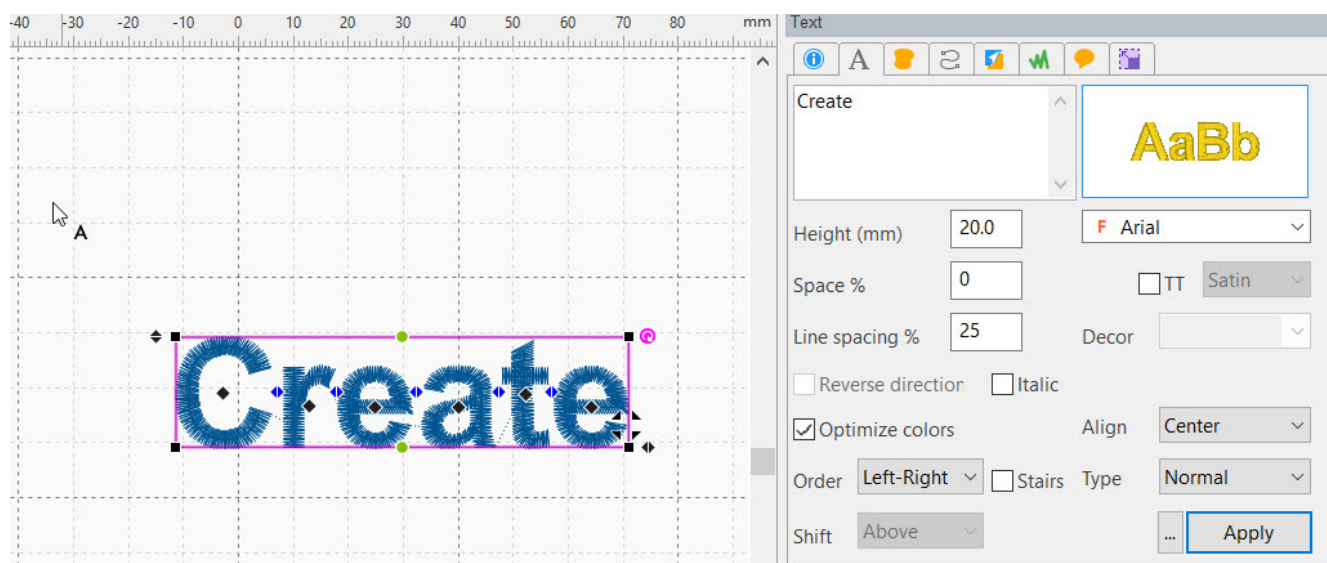 -40 -30 -20 -10 0 10 20 30 40 50 60 70 80 mm
A
Create
Text
A
Create
AaBb
Height (mm) 20.0 F Arial
Space % 0 TT Satin
Line spacing % 25 Decor
Reverse direction Italic
Optimize colors Align Center
Order Left-Right Stairs Type Normal
Shift Above ... Apply